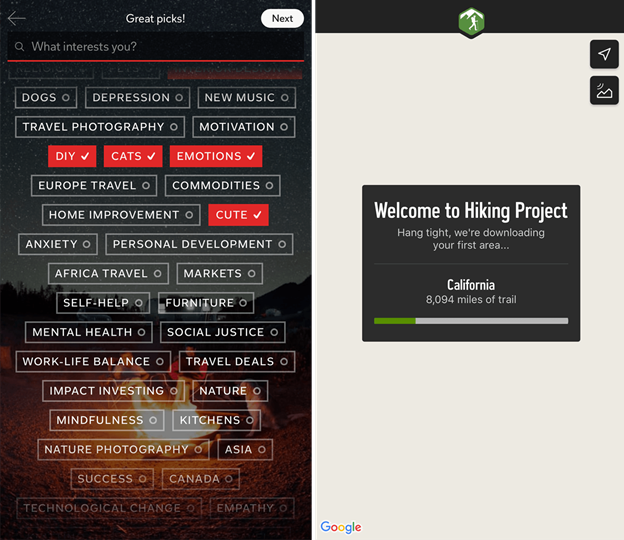 Great picks!
Next
What interests you?
RELIGION PETS
DOGS DEPRESSION NEW MUSIC
TRAVEL PHOTOGRAPHY MOTIVATION
DIY CATS EMOTIONS
EUROPE TRAVEL COMMODITIES
HOME IMPROVEMENT CUTE
ANXIETY PERSONAL DEVELOPMENT
AFRICA TRAVEL MARKETS
SELF-HELP FURNITURE
MENTAL HEALTH SOCIAL JUSTICE
WORK-LIFE BALANCE TRAVEL DEALS
IMPACT INVESTING NATURE
MINDFULNESS KITCHENS
NATURE PHOTOGRAPHY ASIA
SUCCESS CANADA
TECHNOLOGICAL CHANGE EMPATHY
Welcome to Hiking Project
Hang tight, we're downloading
your first area...
California
8,094 miles of trail
Google